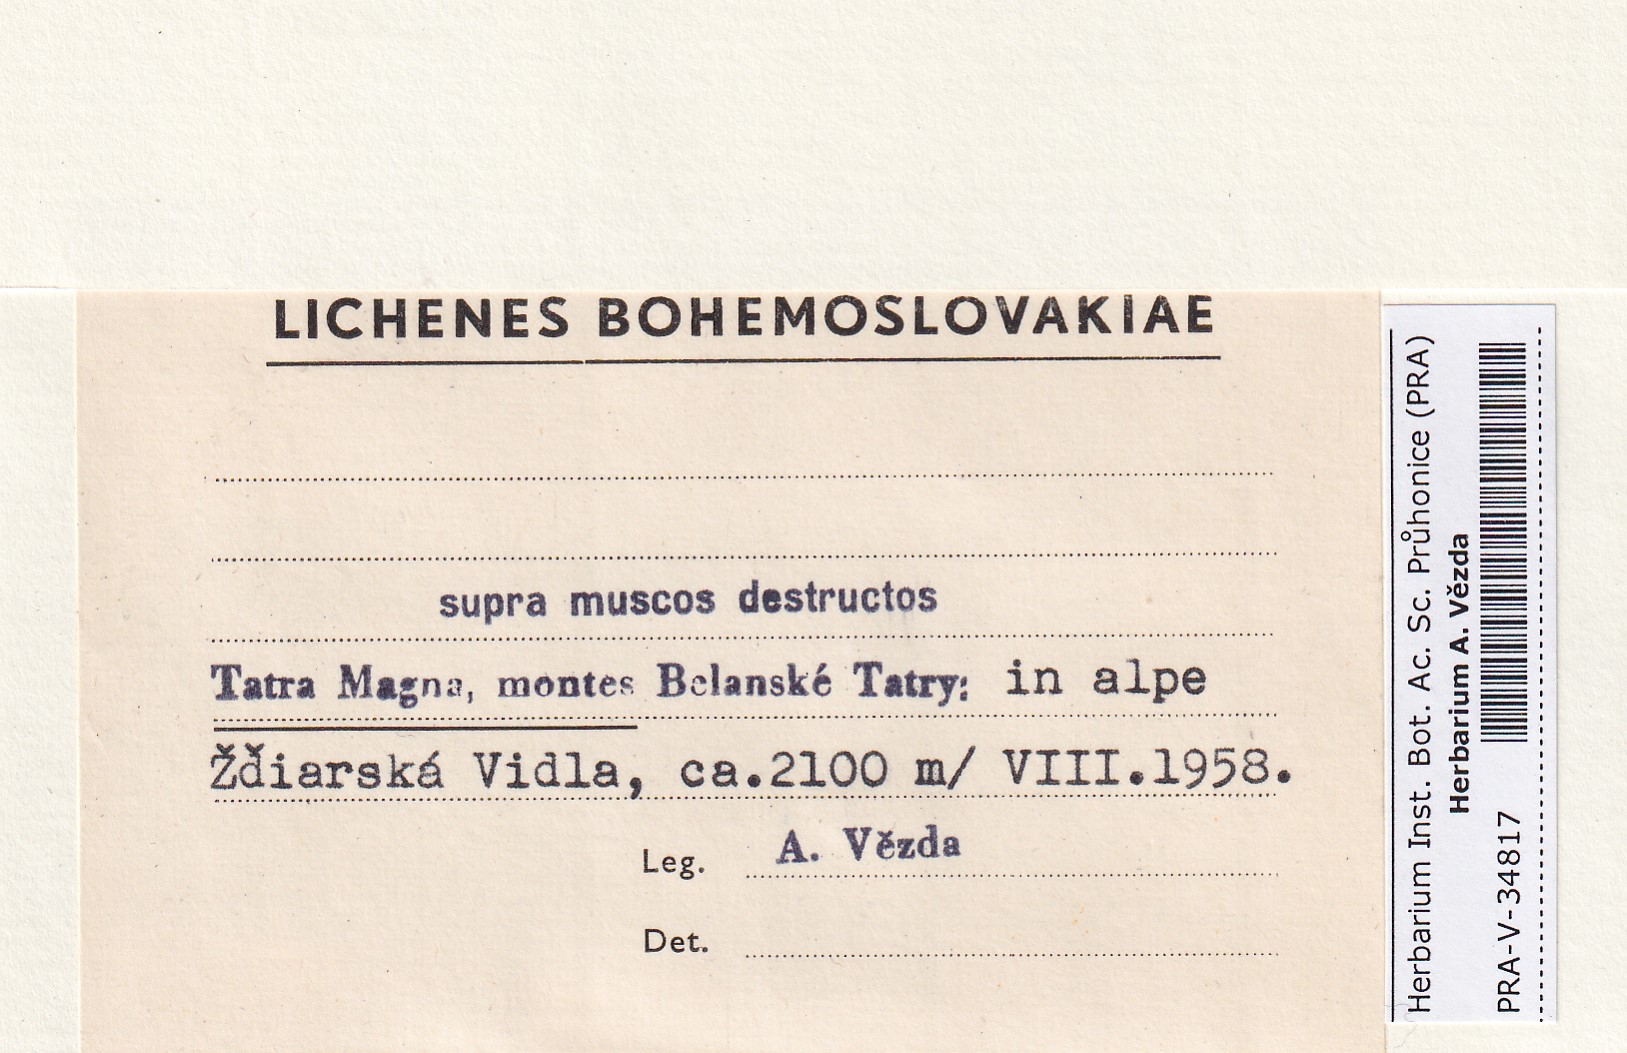 LICHENES BOHEMOSLOVAKIAE
supra muscos destructos
Tatra Magna, montes Belanské Tatry: in alpe
Ždiarská Vidla, ca.2100 m/ VIII.1958.
Leg. A. Vězda
Det.
Herbarium Inst. Bot. Ac. Sc. Průhonice (PRA)
Herbarium A. Vězda
PRA-V-34817